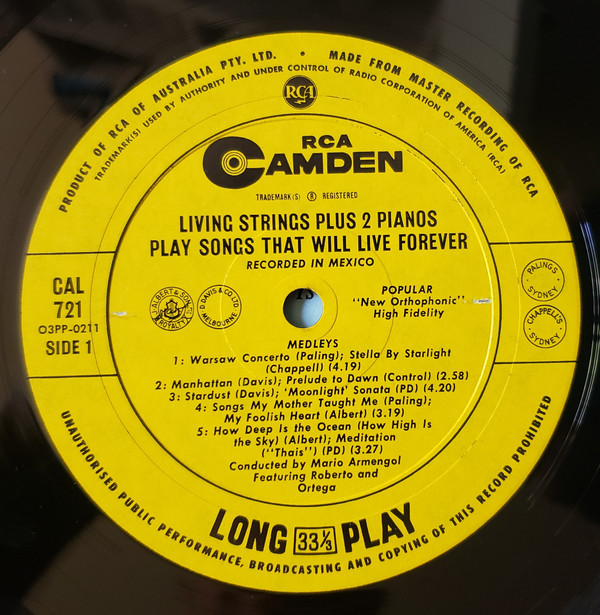 PRODUCT OF RCA OF AUSTRALIA PTY. LTD. • MADE FROM MASTER RECORDING OF RCA
TRADEMARK(S) USED BY AUTHORITY AND UNDER CONTROL OF RADIO CORPORATION OF AMERICA (RCA)
RCA
RCA
CAMDEN
TRADEMARK(S) ® REGISTERED
LIVING STRINGS PLUS 2 PIANOS
PLAY SONGS THAT WILL LIVE FOREVER
RECORDED IN MEXICO
CAL
721
O3PP-0211
SIDE 1
J. ALBERT & SON
ROYALTY
D. DAVIS & CO LTD
MELBOURNE
POPULAR
"New Orthophonic"
High Fidelity
PALINGS
SYDNEY
CHAPPELL'S
SYDNEY
MEDLEYS
1: Warsaw Concerto (Paling); Stella By Starlight
(Chappell) (4.19)
2: Manhattan (Davis); Prelude to Dawn (Control) (2.58)
3: Stardust (Davis); 'Moonlight' Sonata (PD) (4.20)
4: Songs My Mother Taught Me (Paling);
My Foolish Heart (Albert) (3.19)
5: How Deep Is the Ocean (How High Is
the Sky) (Albert); Meditation
("Thais") (PD) (3.27)
Conducted by Mario Armengol
Featuring Roberto and
Ortega
LONG 33⅓ PLAY
UNAUTHORISED PUBLIC PERFORMANCE, BROADCASTING AND COPYING OF THIS RECORD PROHIBITED